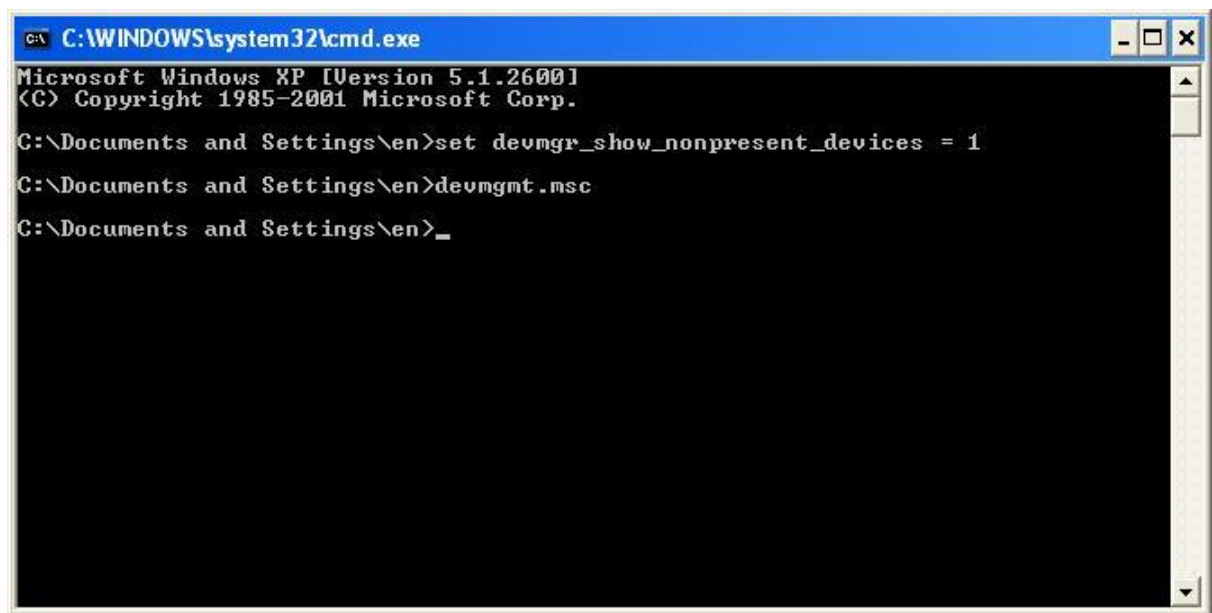 C:\WINDOWS\system32\cmd.exe
Microsoft Windows XP [Version 5.1.2600]
(C) Copyright 1985-2001 Microsoft Corp.
C:\Documents and Settings\en>set devmgr_show_nonpresent_devices = 1
C:\Documents and Settings\en>devmgmt.msc
C:\Documents and Settings\en>_